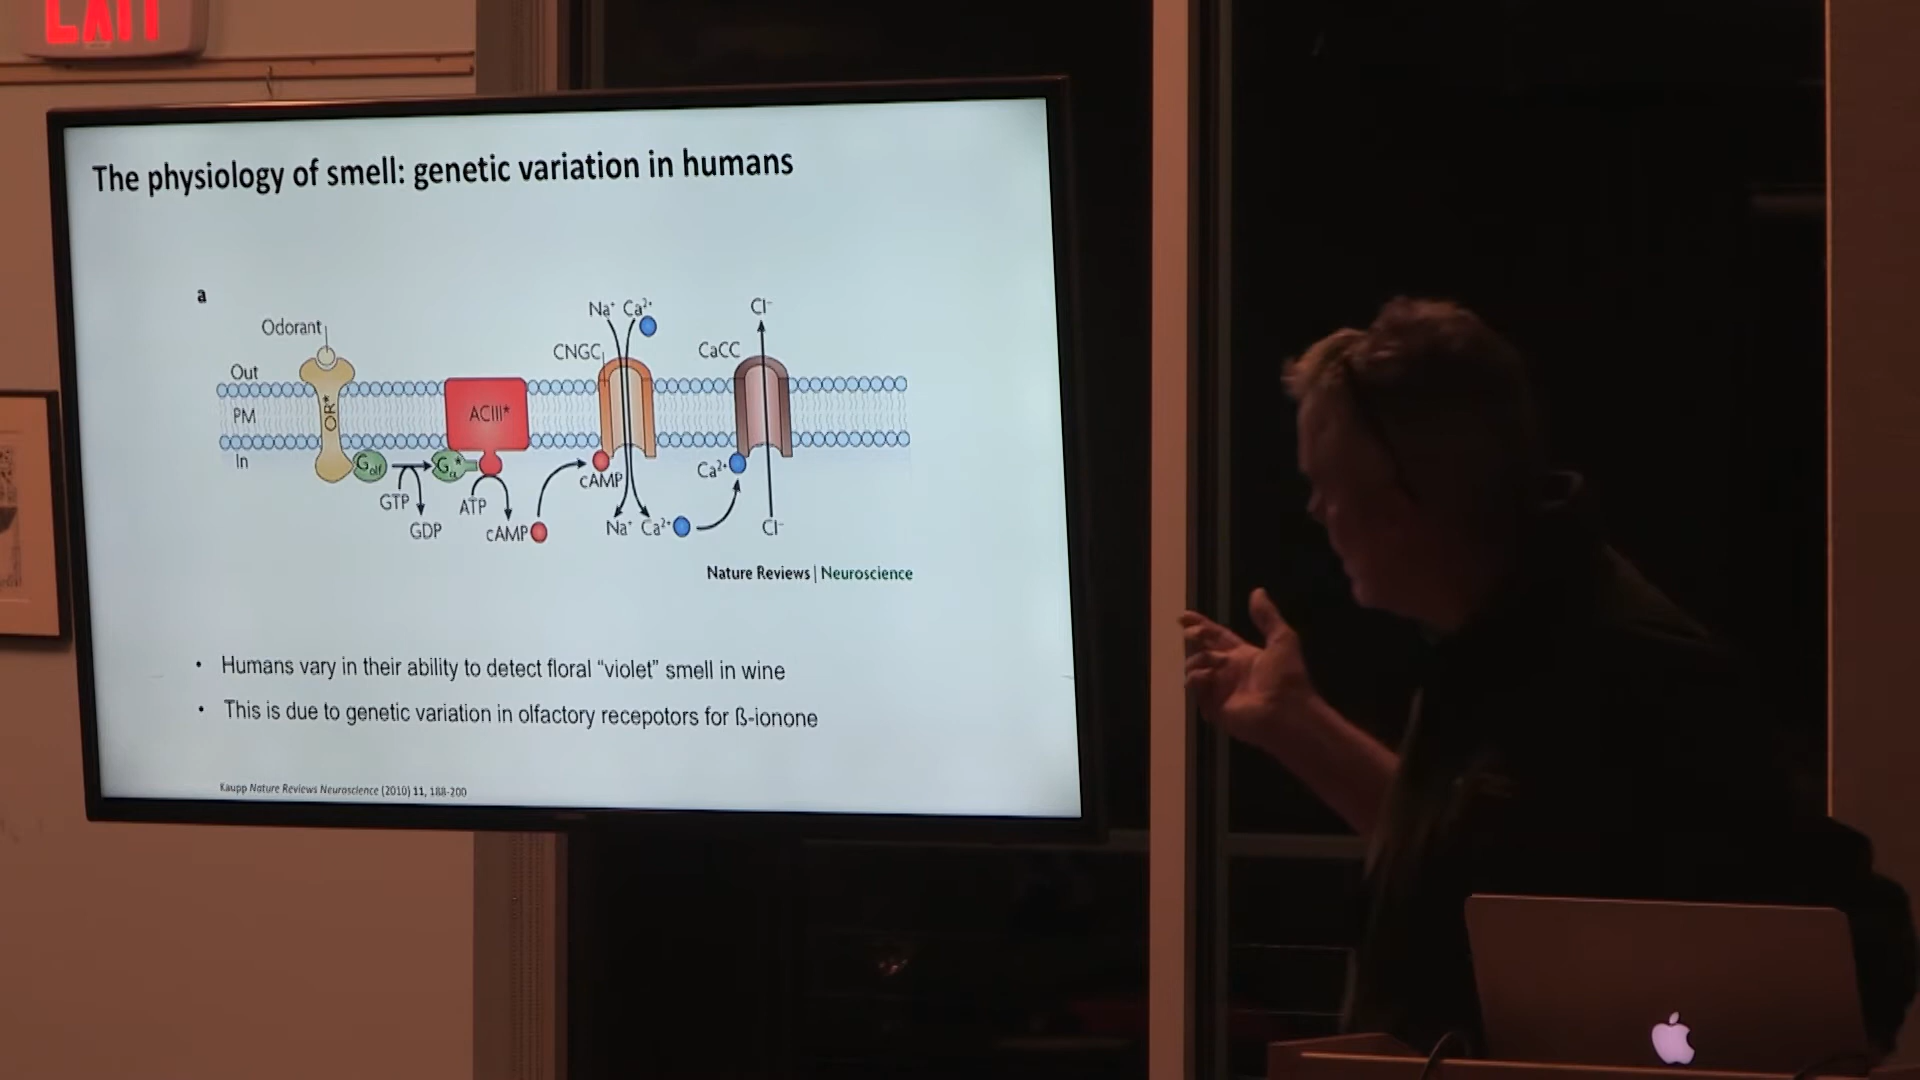 EXIT
The physiology of smell: genetic variation in humans
a
Na⁺ Ca²⁺
Cl⁻
Odorant
CNGC
CaCC
Out
PM
OR*
ACIII*
In
Golf
Gα*
Ca²⁺
cAMP
GTP
ATP
GDP
cAMP
Na⁺ Ca²⁺
Cl⁻
Nature Reviews | Neuroscience
• Humans vary in their ability to detect floral “violet” smell in wine
• This is due to genetic variation in olfactory recepotors for ß-ionone
Kaupp Nature Reviews Neuroscience (2010) 11, 188-200